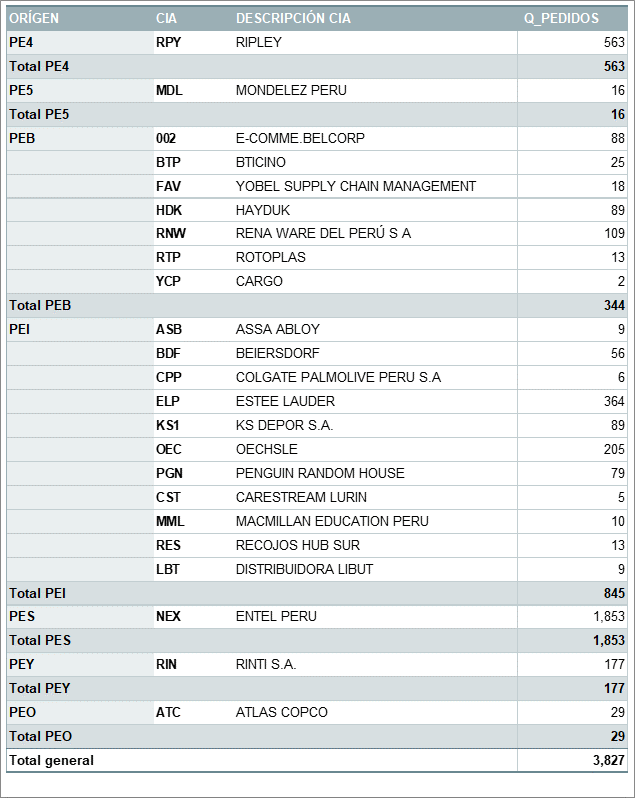 ORÍGEN CIA DESCRIPCIÓN CIA Q_PEDIDOS
PE4 RPY RIPLEY 563
Total PE4 563
PE5 MDL MONDELEZ PERU 16
Total PE5 16
PEB 002 E-COMME.BELCORP 88
BTP BTICINO 25
FAV YOBEL SUPPLY CHAIN MANAGEMENT 18
HDK HAYDUK 89
RNW RENA WARE DEL PERÚ S A 109
RTP ROTOPLAS 13
YCP CARGO 2
Total PEB 344
PEI ASB ASSA ABLOY 9
BDF BEIERSDORF 56
CPP COLGATE PALMOLIVE PERU S.A 6
ELP ESTEE LAUDER 364
KS1 KS DEPOR S.A. 89
OEC OECHSLE 205
PGN PENGUIN RANDOM HOUSE 79
CST CARESTREAM LURIN 5
MML MACMILLAN EDUCATION PERU 10
RES RECOJOS HUB SUR 13
LBT DISTRIBUIDORA LIBUT 9
Total PEI 845
PES NEX ENTEL PERU 1,853
Total PES 1,853
PEY RIN RINTI S.A. 177
Total PEY 177
PEO ATC ATLAS COPCO 29
Total PEO 29
Total general 3,827